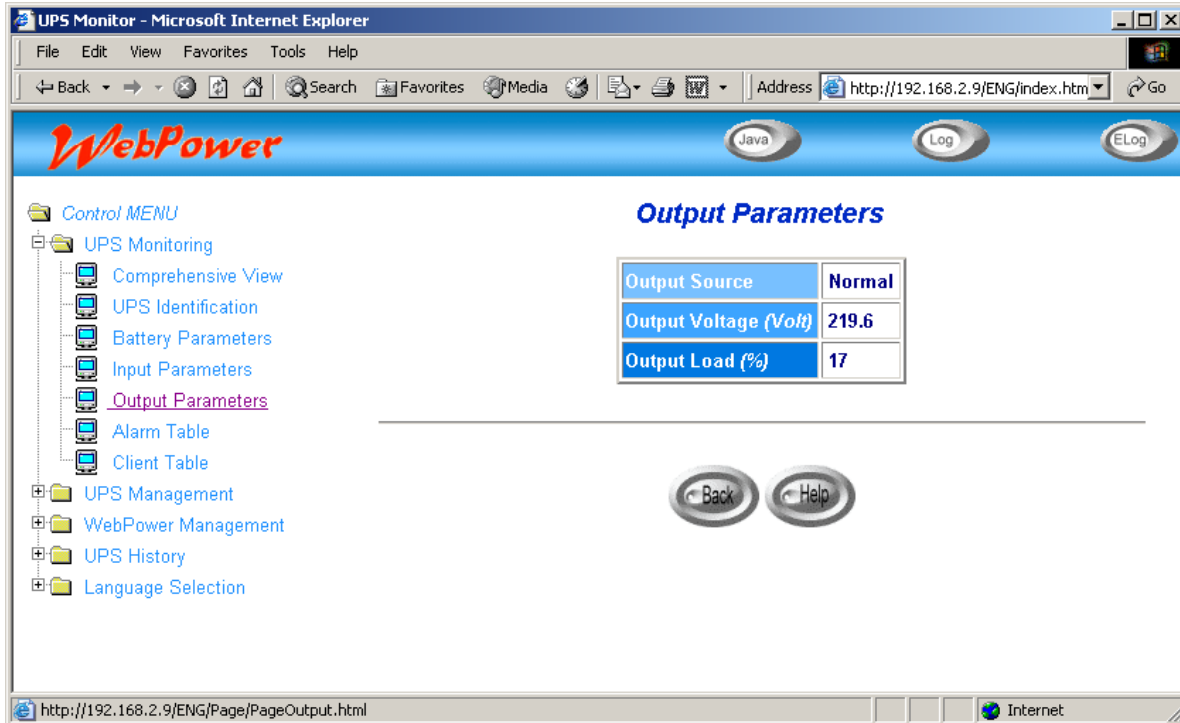 UPS Monitor - Microsoft Internet Explorer
File Edit View Favorites Tools Help
Back Search Favorites Media Address http://192.168.2.9/ENG/index.htm Go
WebPower Java Log ELog
Control MENU
UPS Monitoring
Comprehensive View
UPS Identification
Battery Parameters
Input Parameters
Output Parameters
Alarm Table
Client Table
UPS Management
WebPower Management
UPS History
Language Selection
Output Parameters
Output Source Normal
Output Voltage (Volt) 219.6
Output Load (%) 17
Back Help
http://192.168.2.9/ENG/Page/PageOutput.html Internet